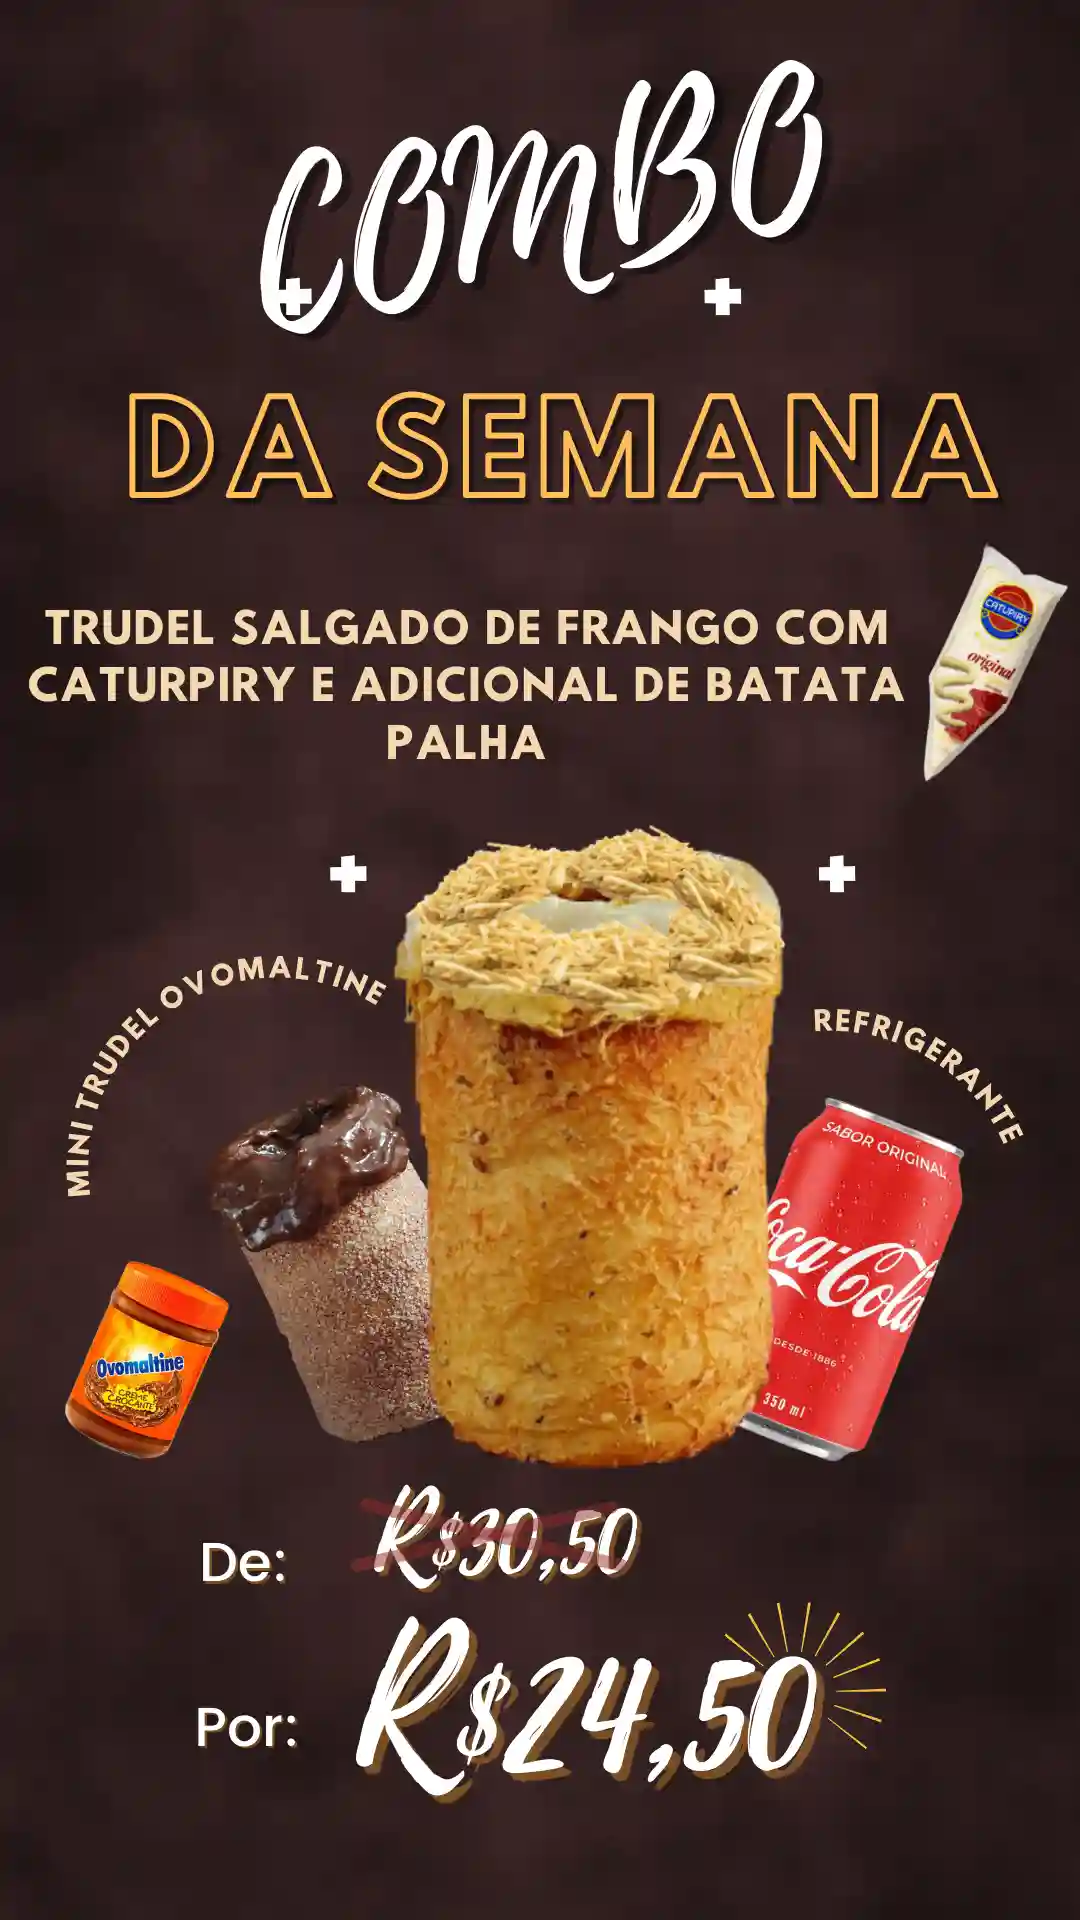 COMBO
DA SEMANA
TRUDEL SALGADO DE FRANGO COM
CATURPIRY E ADICIONAL DE BATATA
PALHA
CATUPIRY
original
MINI TRUDEL OVOMALTINE
REFRIGERANTE
SABOR ORIGINAL
Coca-Cola
DESDE 1886
350 ml
Ovomaltine
CREME
CROCANTE
De: R$30,50
Por: R$24,50